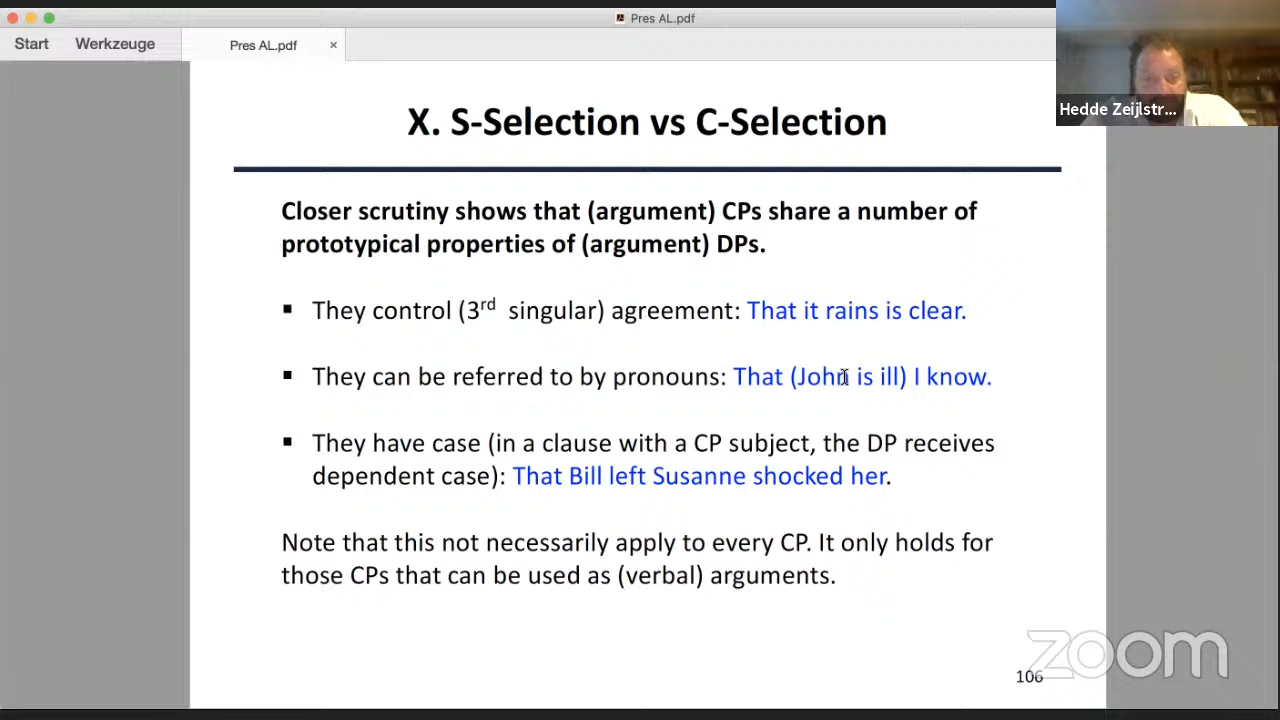 Pres AL.pdf
Start Werkzeuge Pres AL.pdf ×
Hedde Zeijlstr...
X. S-Selection vs C-Selection
Closer scrutiny shows that (argument) CPs share a number of
prototypical properties of (argument) DPs.
▪ They control (3rd singular) agreement: That it rains is clear.
▪ They can be referred to by pronouns: That (John is ill) I know.
▪ They have case (in a clause with a CP subject, the DP receives
dependent case): That Bill left Susanne shocked her.
Note that this not necessarily apply to every CP. It only holds for
those CPs that can be used as (verbal) arguments.
zoom
106